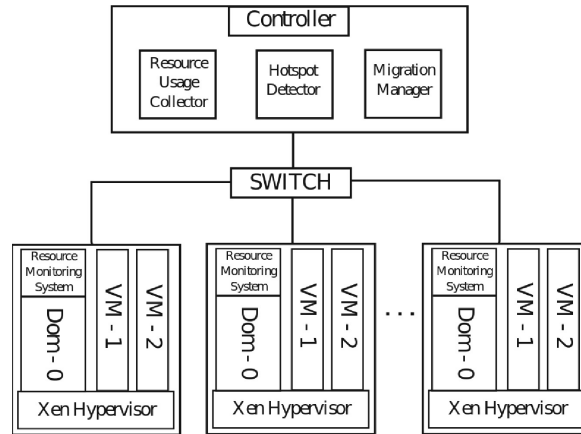 Controller
Resource
Usage
Collector
Hotspot
Detector
Migration
Manager
SWITCH
Resource
Monitoring
System
Dom - 0
VM - 1
VM - 2
Xen Hypervisor
Resource
Monitoring
System
Dom - 0
VM - 1
VM - 2
Xen Hypervisor
...
Resource
Monitoring
System
Dom - 0
VM - 1
VM - 2
Xen Hypervisor